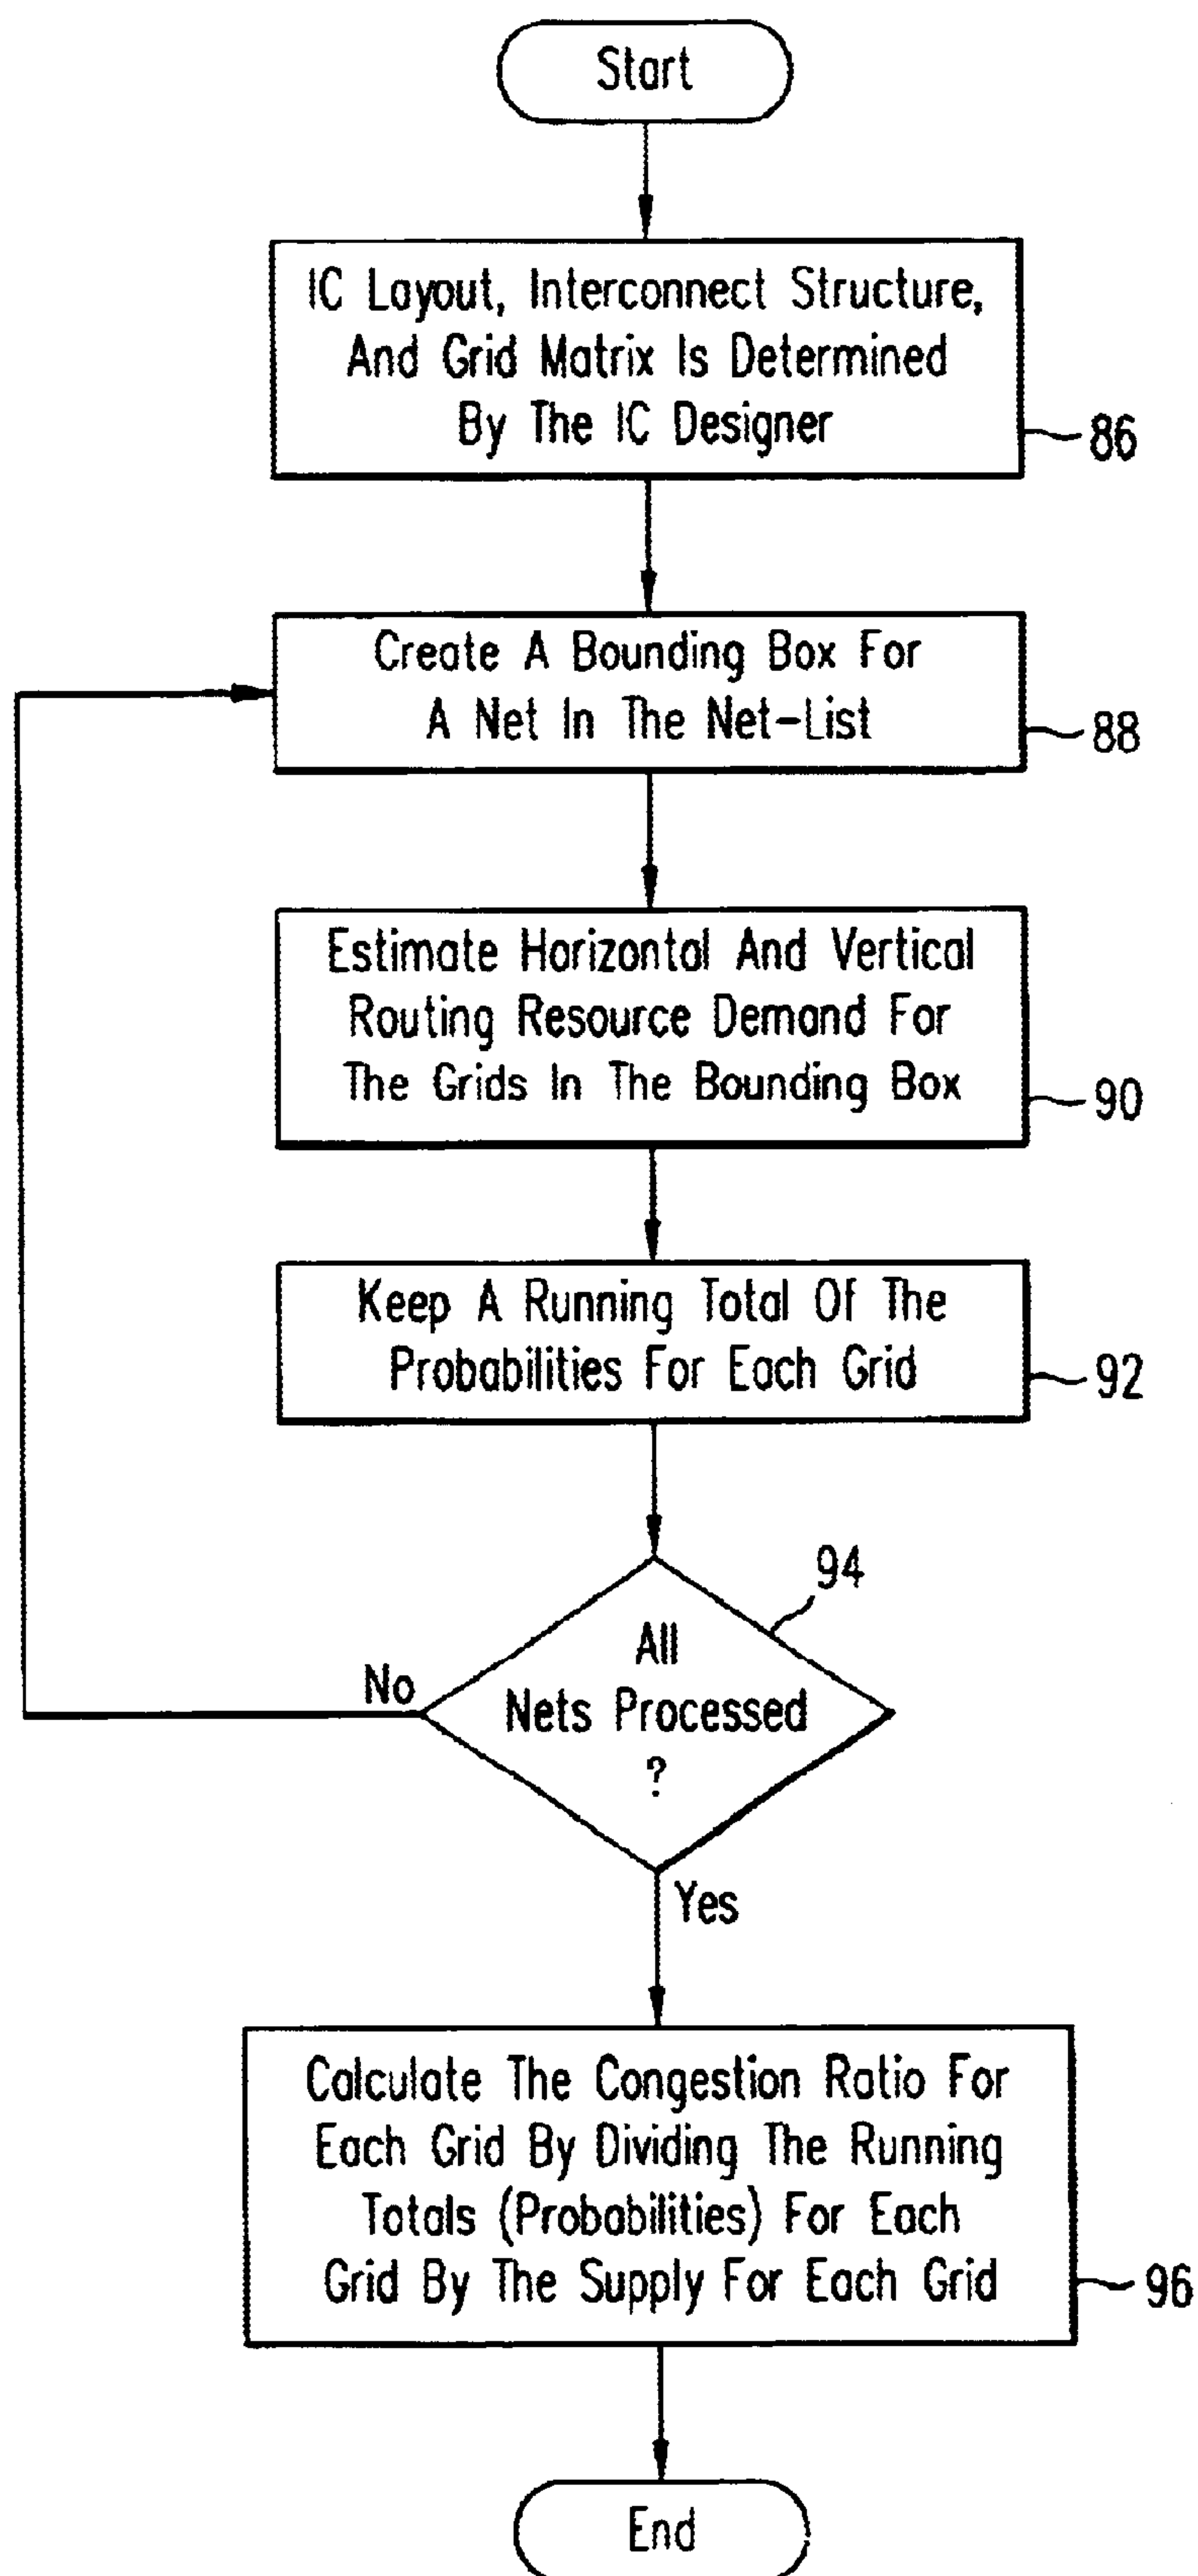 Start
IC Layout, Interconnect Structure,
And Grid Matrix Is Determined
By The IC Designer
86
Create A Bounding Box For
A Net In The Net-List
88
Estimate Horizontal And Vertical
Routing Resource Demand For
The Grids In The Bounding Box
90
Keep A Running Total Of The
Probabilities For Each Grid
92
94
All
Nets Processed
?
No
Yes
Calculate The Congestion Ratio For
Each Grid By Dividing The Running
Totals (Probabilities) For Each
Grid By The Supply For Each Grid
96
End